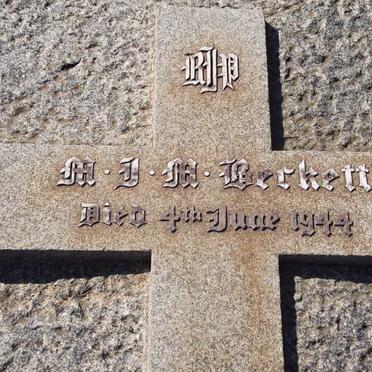 RIP
M·J·M·Beckett
Died 4th June 1944